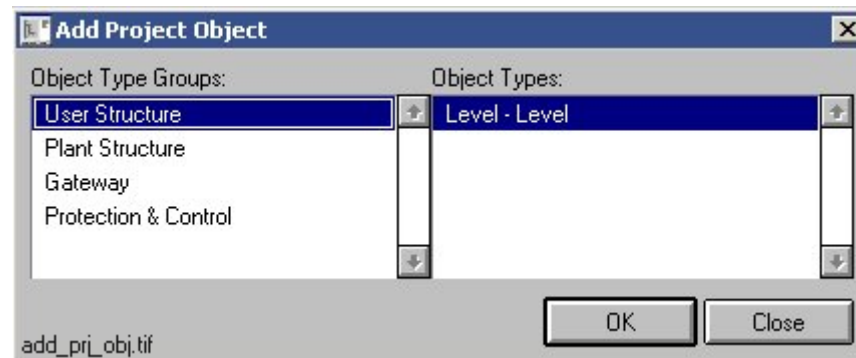 Add Project Object
Object Type Groups:
User Structure
Plant Structure
Gateway
Protection & Control
Object Types:
Level - Level
OK
Close
add_prj_obj.tif